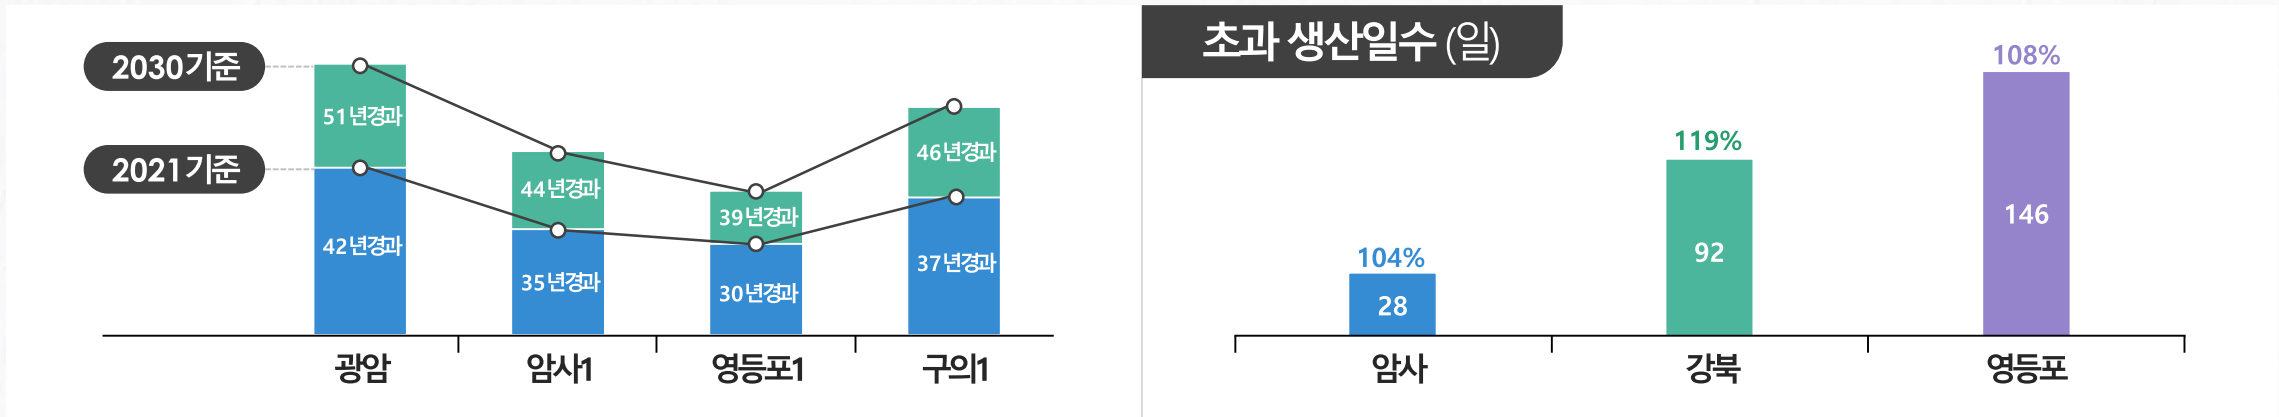 2030기준
2021기준
51년경과
44년경과
39년경과
46년경과
42년경과
35년경과
30년경과
37년경과
광암
암사1
영등포1
구의1
초과 생산일수 (일)
104%
119%
108%
28
92
146
암사
강북
영등포